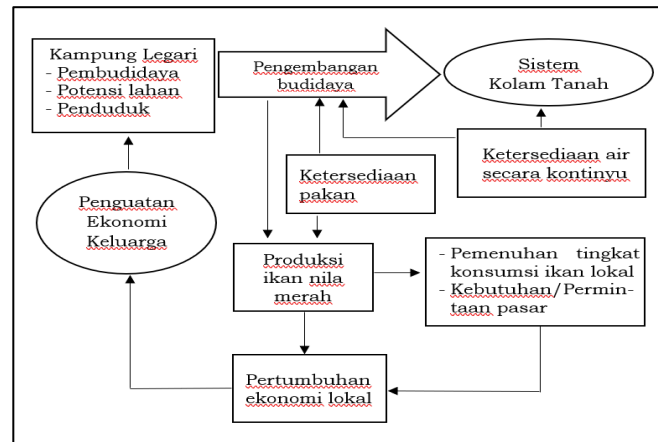 Kampung Legari
- Pembudidaya
- Potensi lahan
- Penduduk
Pengembangan
budidaya
Sistem
Kolam Tanah
Ketersediaan air
secara kontinyu
Ketersediaan
pakan
Penguatan
Ekonomi
Keluarga
Produksi
ikan nila
merah
- Pemenuhan tingkat
konsumsi ikan lokal
- Kebutuhan/Permin-
taan pasar
Pertumbuhan
ekonomi lokal